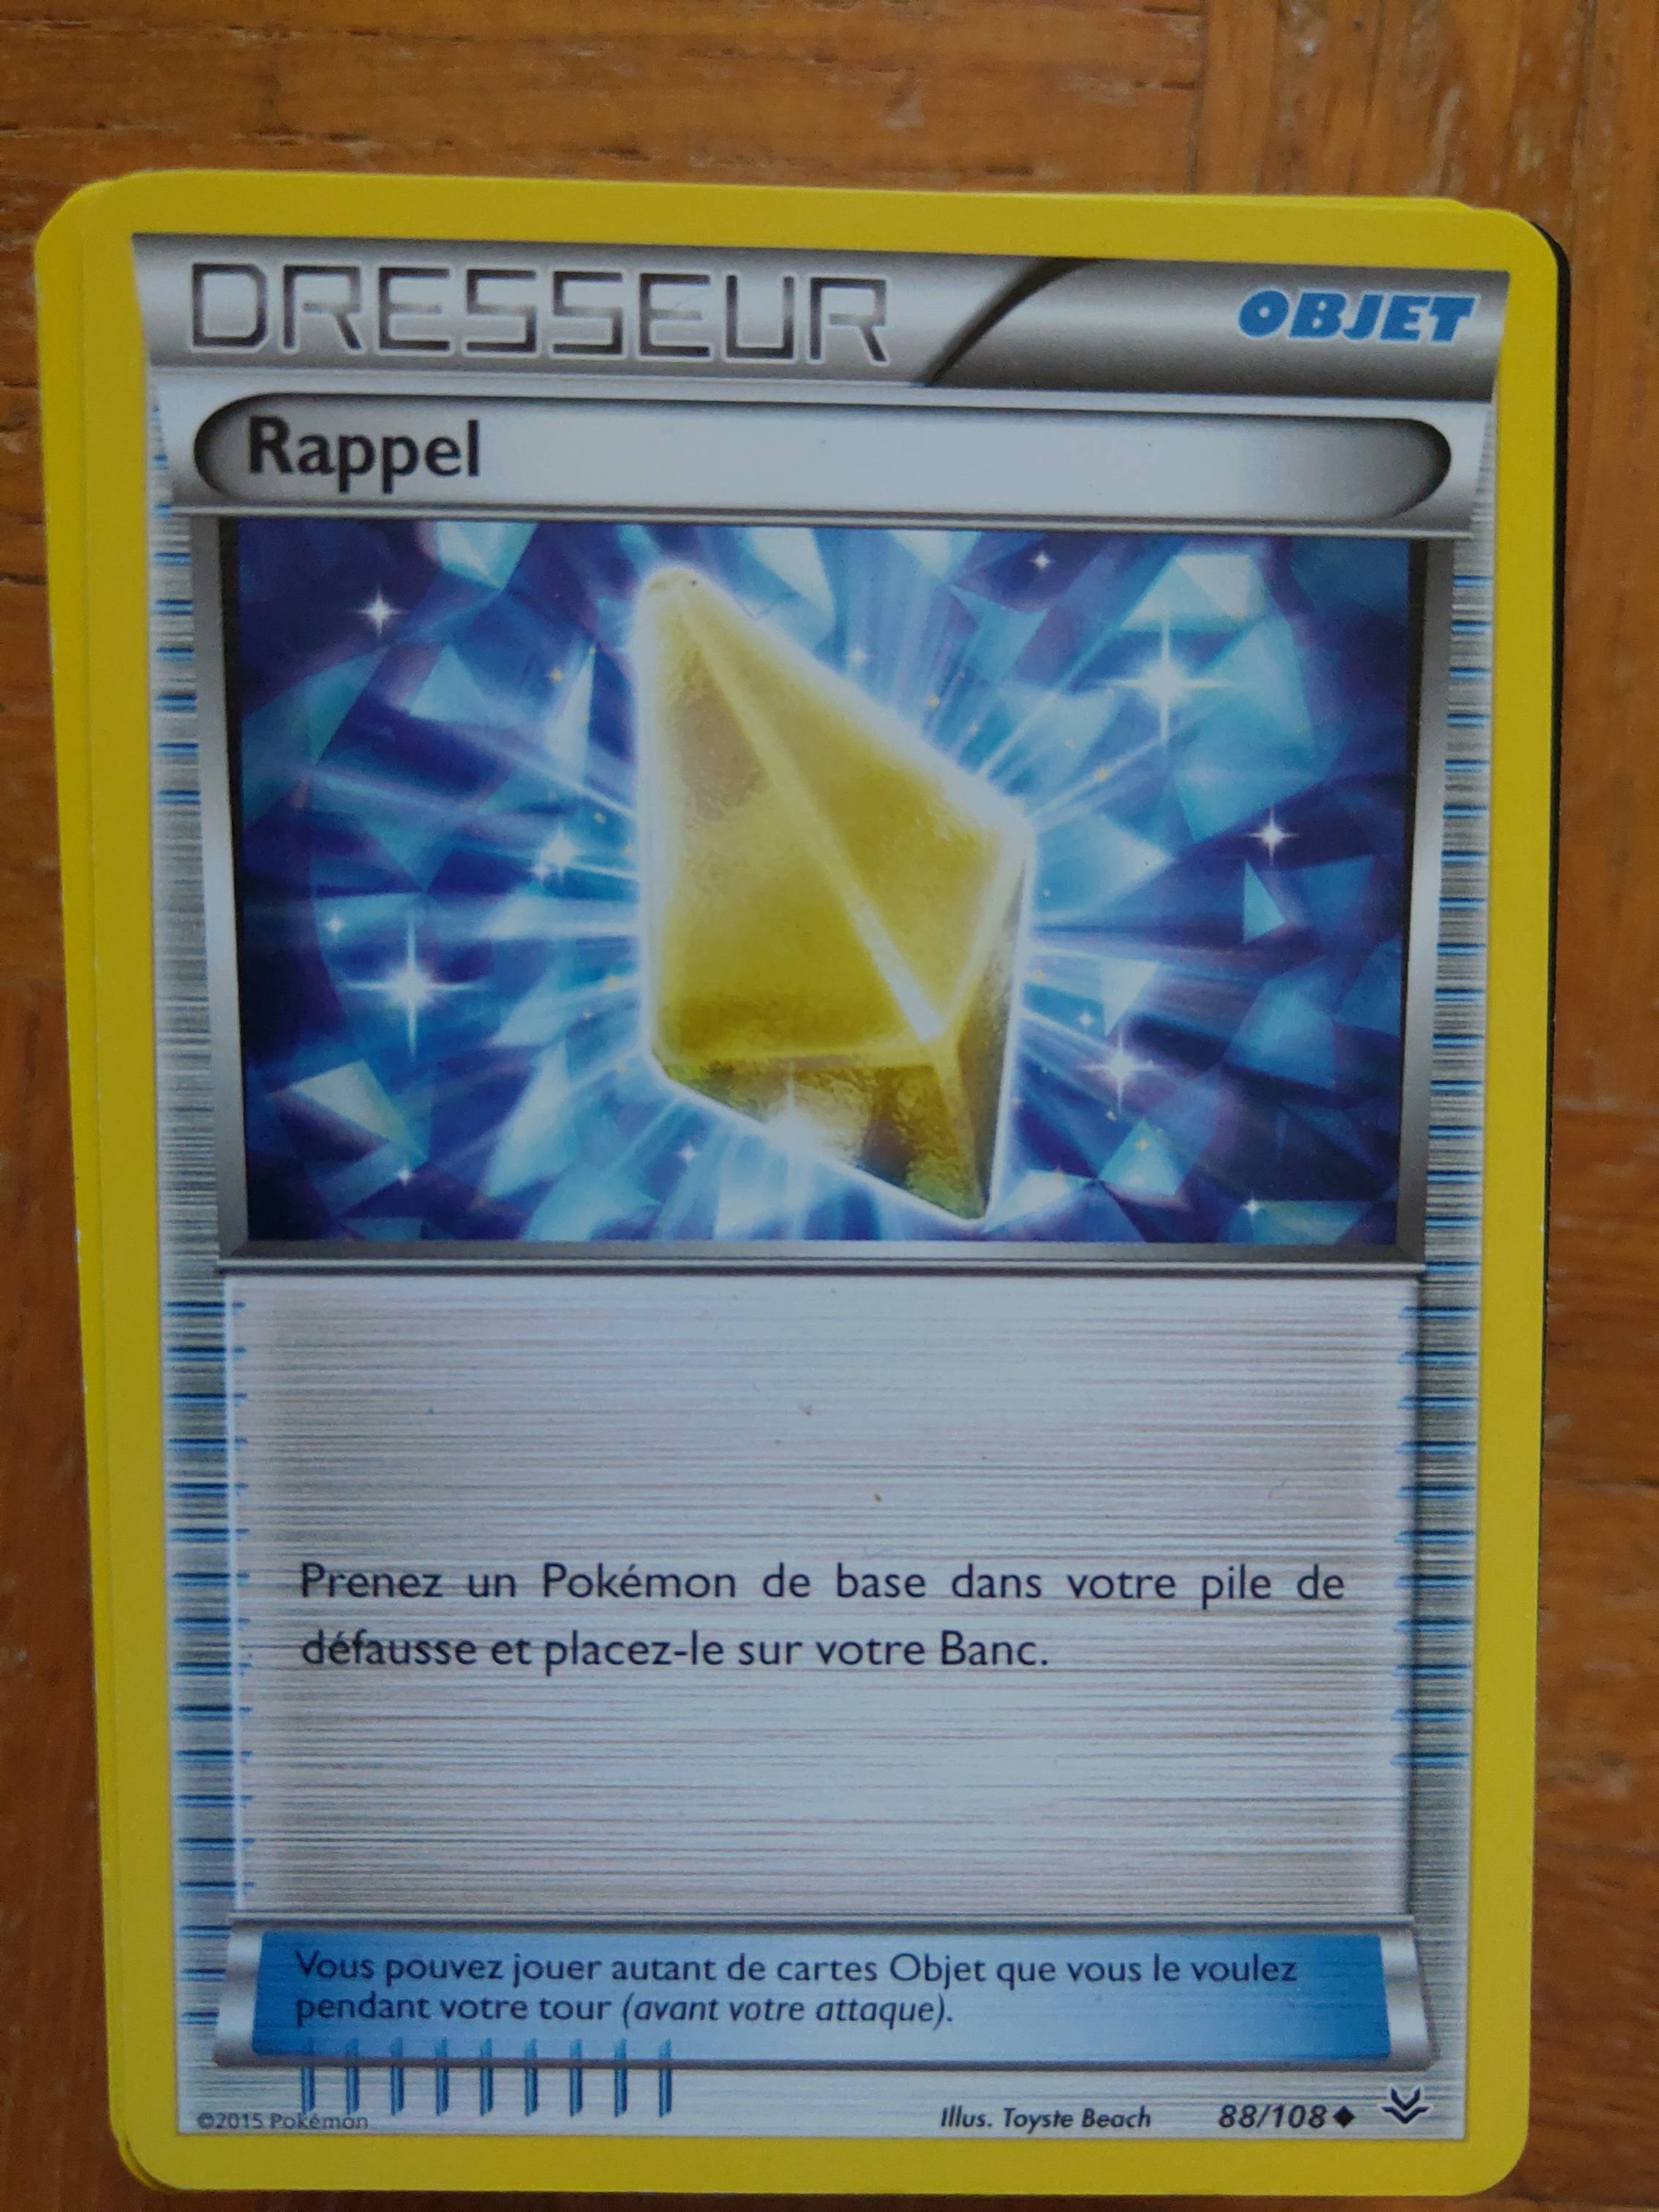 DRESSEUR
OBJET
Rappel
Prenez un Pokémon de base dans votre pile de
défausse et placez-le sur votre Banc.
Vous pouvez jouer autant de cartes Objet que vous le voulez
pendant votre tour (avant votre attaque).
©2015 Pokémon
Illus. Toyste Beach
88/108